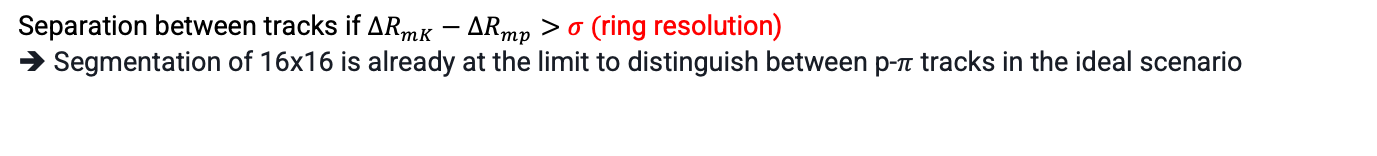 Separation between tracks if ΔR_mK − ΔR_mp > σ (ring resolution)
➔ Segmentation of 16x16 is already at the limit to distinguish between p-π tracks in the ideal scenario